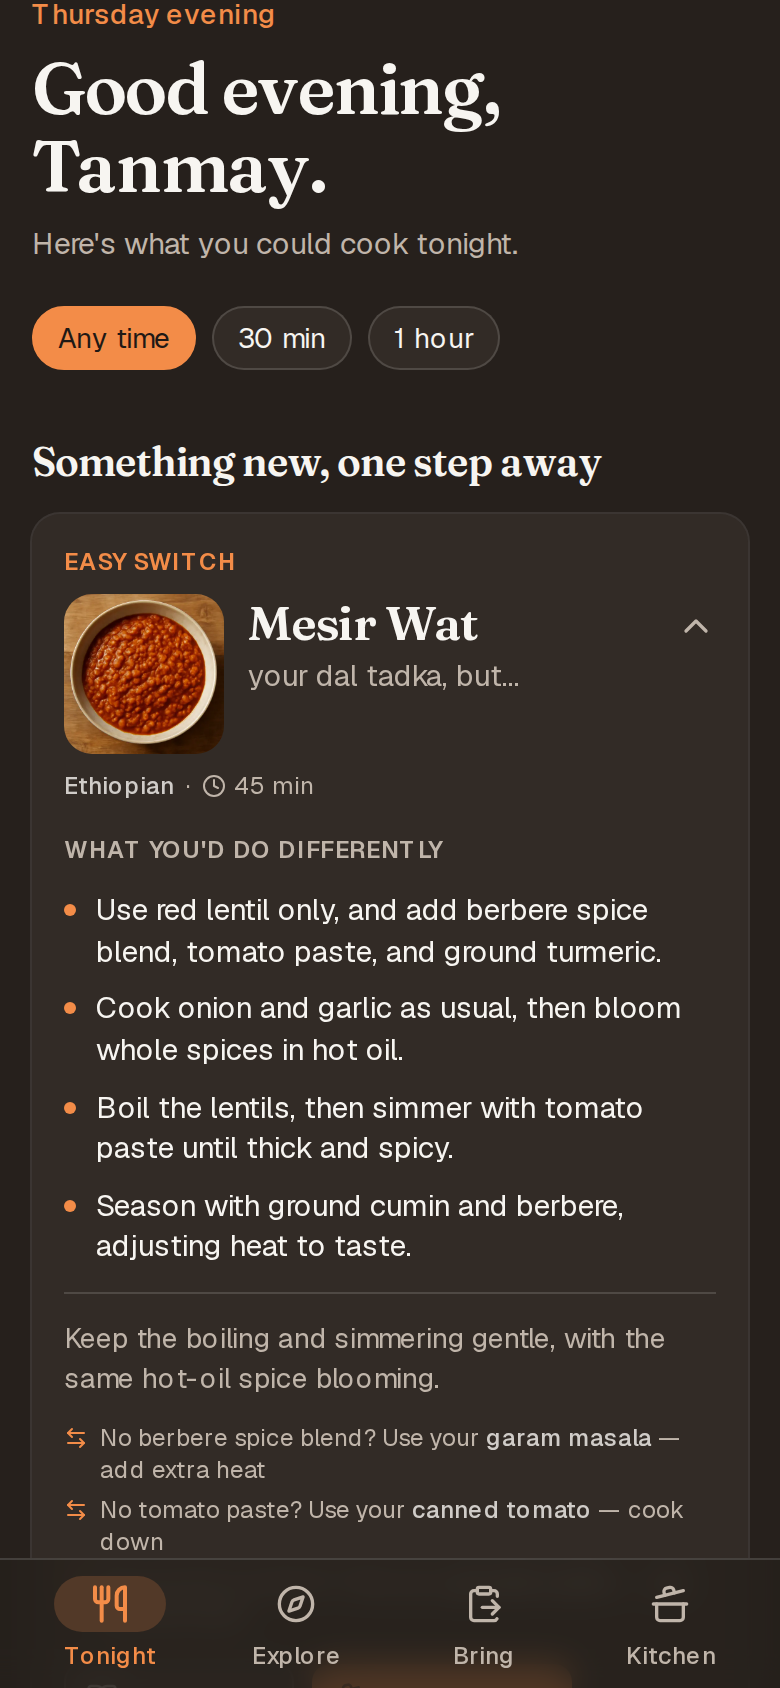 Thursday evening
Good evening,
Tanmay.
Here's what you could cook tonight.
Any time
30 min
1 hour
Something new, one step away
EASY SWITCH
Mesir Wat
your dal tadka, but...
Ethiopian · 45 min
WHAT YOU'D DO DIFFERENTLY
Use red lentil only, and add berbere spice
blend, tomato paste, and ground turmeric.
Cook onion and garlic as usual, then bloom
whole spices in hot oil.
Boil the lentils, then simmer with tomato
paste until thick and spicy.
Season with ground cumin and berbere,
adjusting heat to taste.
Keep the boiling and simmering gentle, with the
same hot-oil spice blooming.
No berbere spice blend? Use your garam masala —
add extra heat
No tomato paste? Use your canned tomato — cook
down
Tonight
Explore
Bring
Kitchen